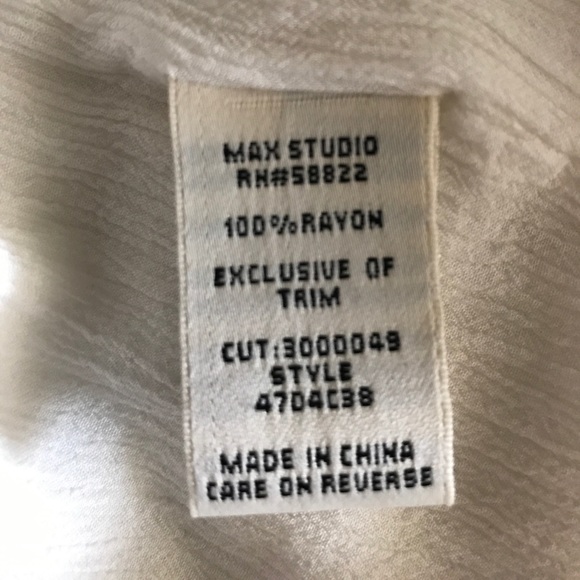 MAX STUDIO
RN#58822
100%RAYON
EXCLUSIVE OF
TRIM
CUT:3000049
STYLE
4704C38
MADE IN CHINA
CARE ON REVERSE